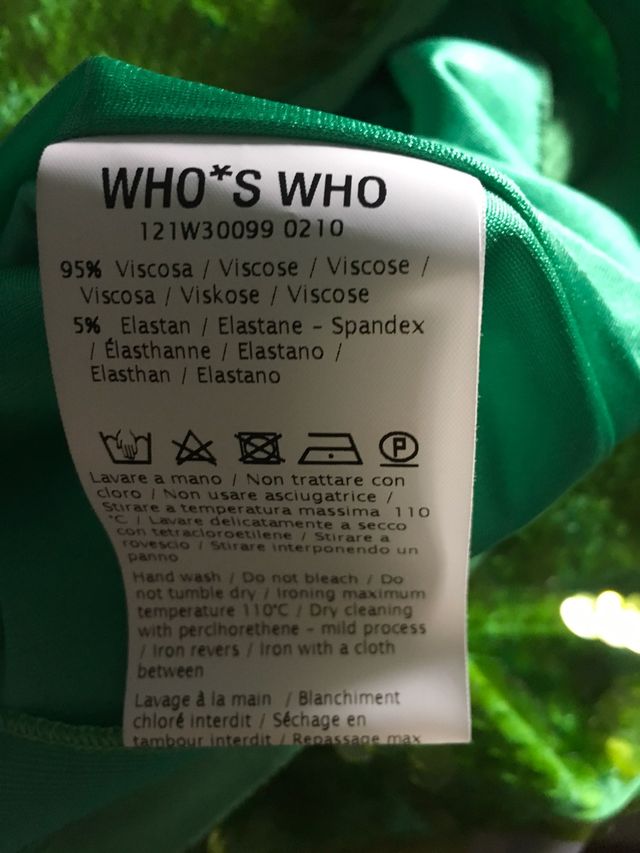 WHO*S WHO
121W30099 0210
95% Viscosa / Viscose / Viscose /
Viscosa / Viskose / Viscose
5% Elastan / Elastane – Spandex
/ Élasthanne / Elastano /
Elasthan / Elastano
P
Lavare a mano / Non trattare con
cloro / Non usare asciugatrice /
Stirare a temperatura massima 110
°C / Lavare delicatamente a secco
con tetracloroetilene / Stirare a
rovescio / Stirare interponendo un
panno
Hand wash / Do not bleach / Do
not tumble dry / Ironing maximum
temperature 110°C / Dry cleaning
with perclhorethene – mild process
/ Iron revers / Iron with a cloth
between
Lavage à la main / Blanchiment
chloré interdit / Séchage en
tambour interdit / Repassage max